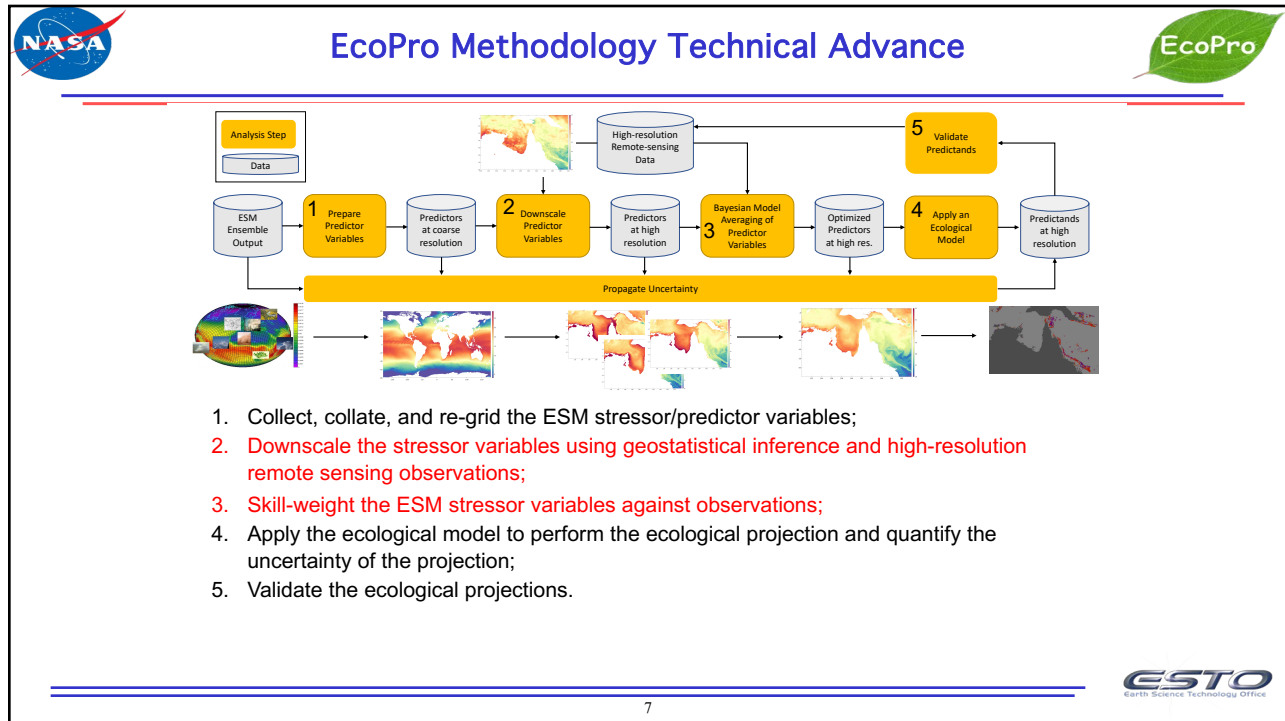 NASA
EcoPro Methodology Technical Advance
EcoPro
Analysis Step
Data
High-resolution
Remote-sensing
Data
5 Validate
Predictands
ESM
Ensemble
Output
1 Prepare
Predictor
Variables
Predictors
at coarse
resolution
2 Downscale
Predictor
Variables
Predictors
at high
resolution
Bayesian Model
Averaging of
3 Predictor
Variables
Optimized
Predictors
at high res.
4 Apply an
Ecological
Model
Predictands
at high
resolution
Propagate Uncertainty
1. Collect, collate, and re-grid the ESM stressor/predictor variables;
2. Downscale the stressor variables using geostatistical inference and high-resolution
remote sensing observations;
3. Skill-weight the ESM stressor variables against observations;
4. Apply the ecological model to perform the ecological projection and quantify the
uncertainty of the projection;
5. Validate the ecological projections.
ESTO
Earth Science Technology Office
7